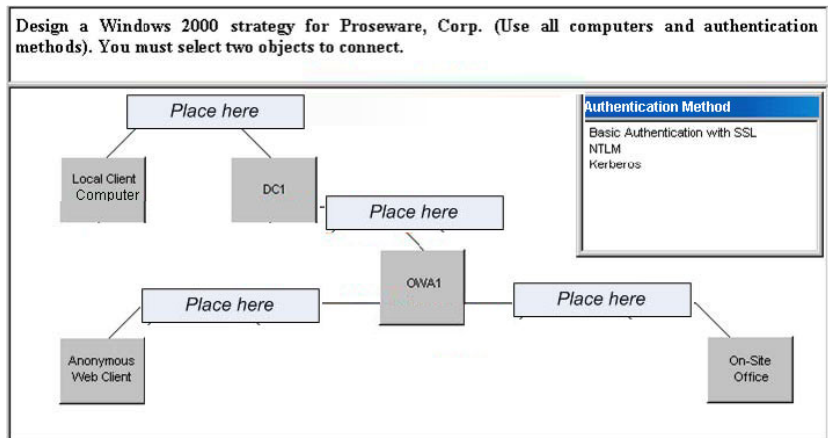 Design a Windows 2000 strategy for Proseware, Corp. (Use all computers and authentication
methods). You must select two objects to connect.
Place here
Authentication Method
Basic Authentication with SSL
NTLM
Kerberos
Local Client
Computer
DC1
Place here
OWA1
Place here
Place here
Anonymous
Web Client
On-Site
Office